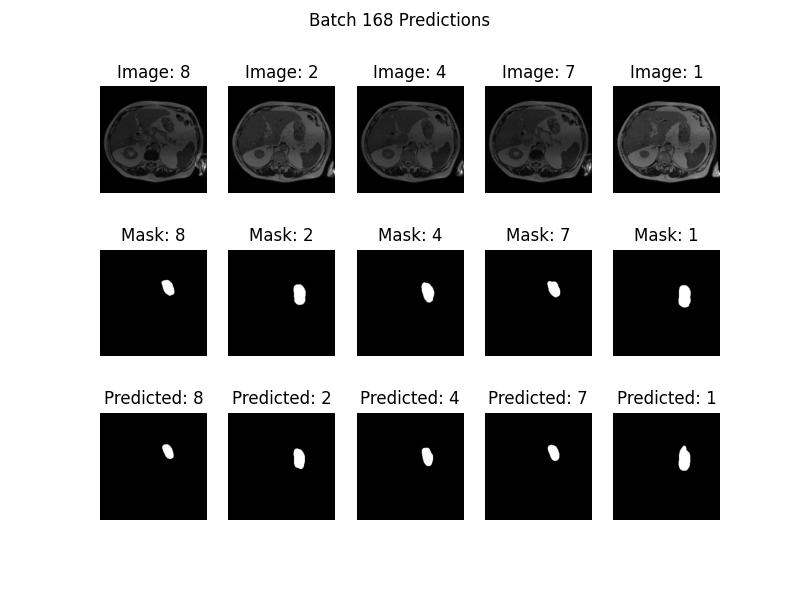 Batch 168 Predictions
Image: 8
Image: 2
Image: 4
Image: 7
Image: 1
Mask: 8
Mask: 2
Mask: 4
Mask: 7
Mask: 1
Predicted: 8
Predicted: 2
Predicted: 4
Predicted: 7
Predicted: 1